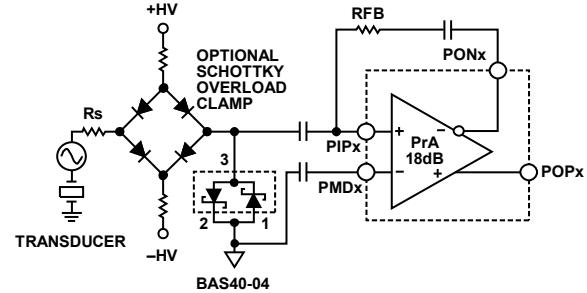 +HV
RFB
OPTIONAL
SCHOTTKY
OVERLOAD
CLAMP
PONx
Rs
3
PIPx
+
–
PrA
18dB
PMDx
–
+
POPx
2
1
TRANSDUCER
–HV
BAS40-04